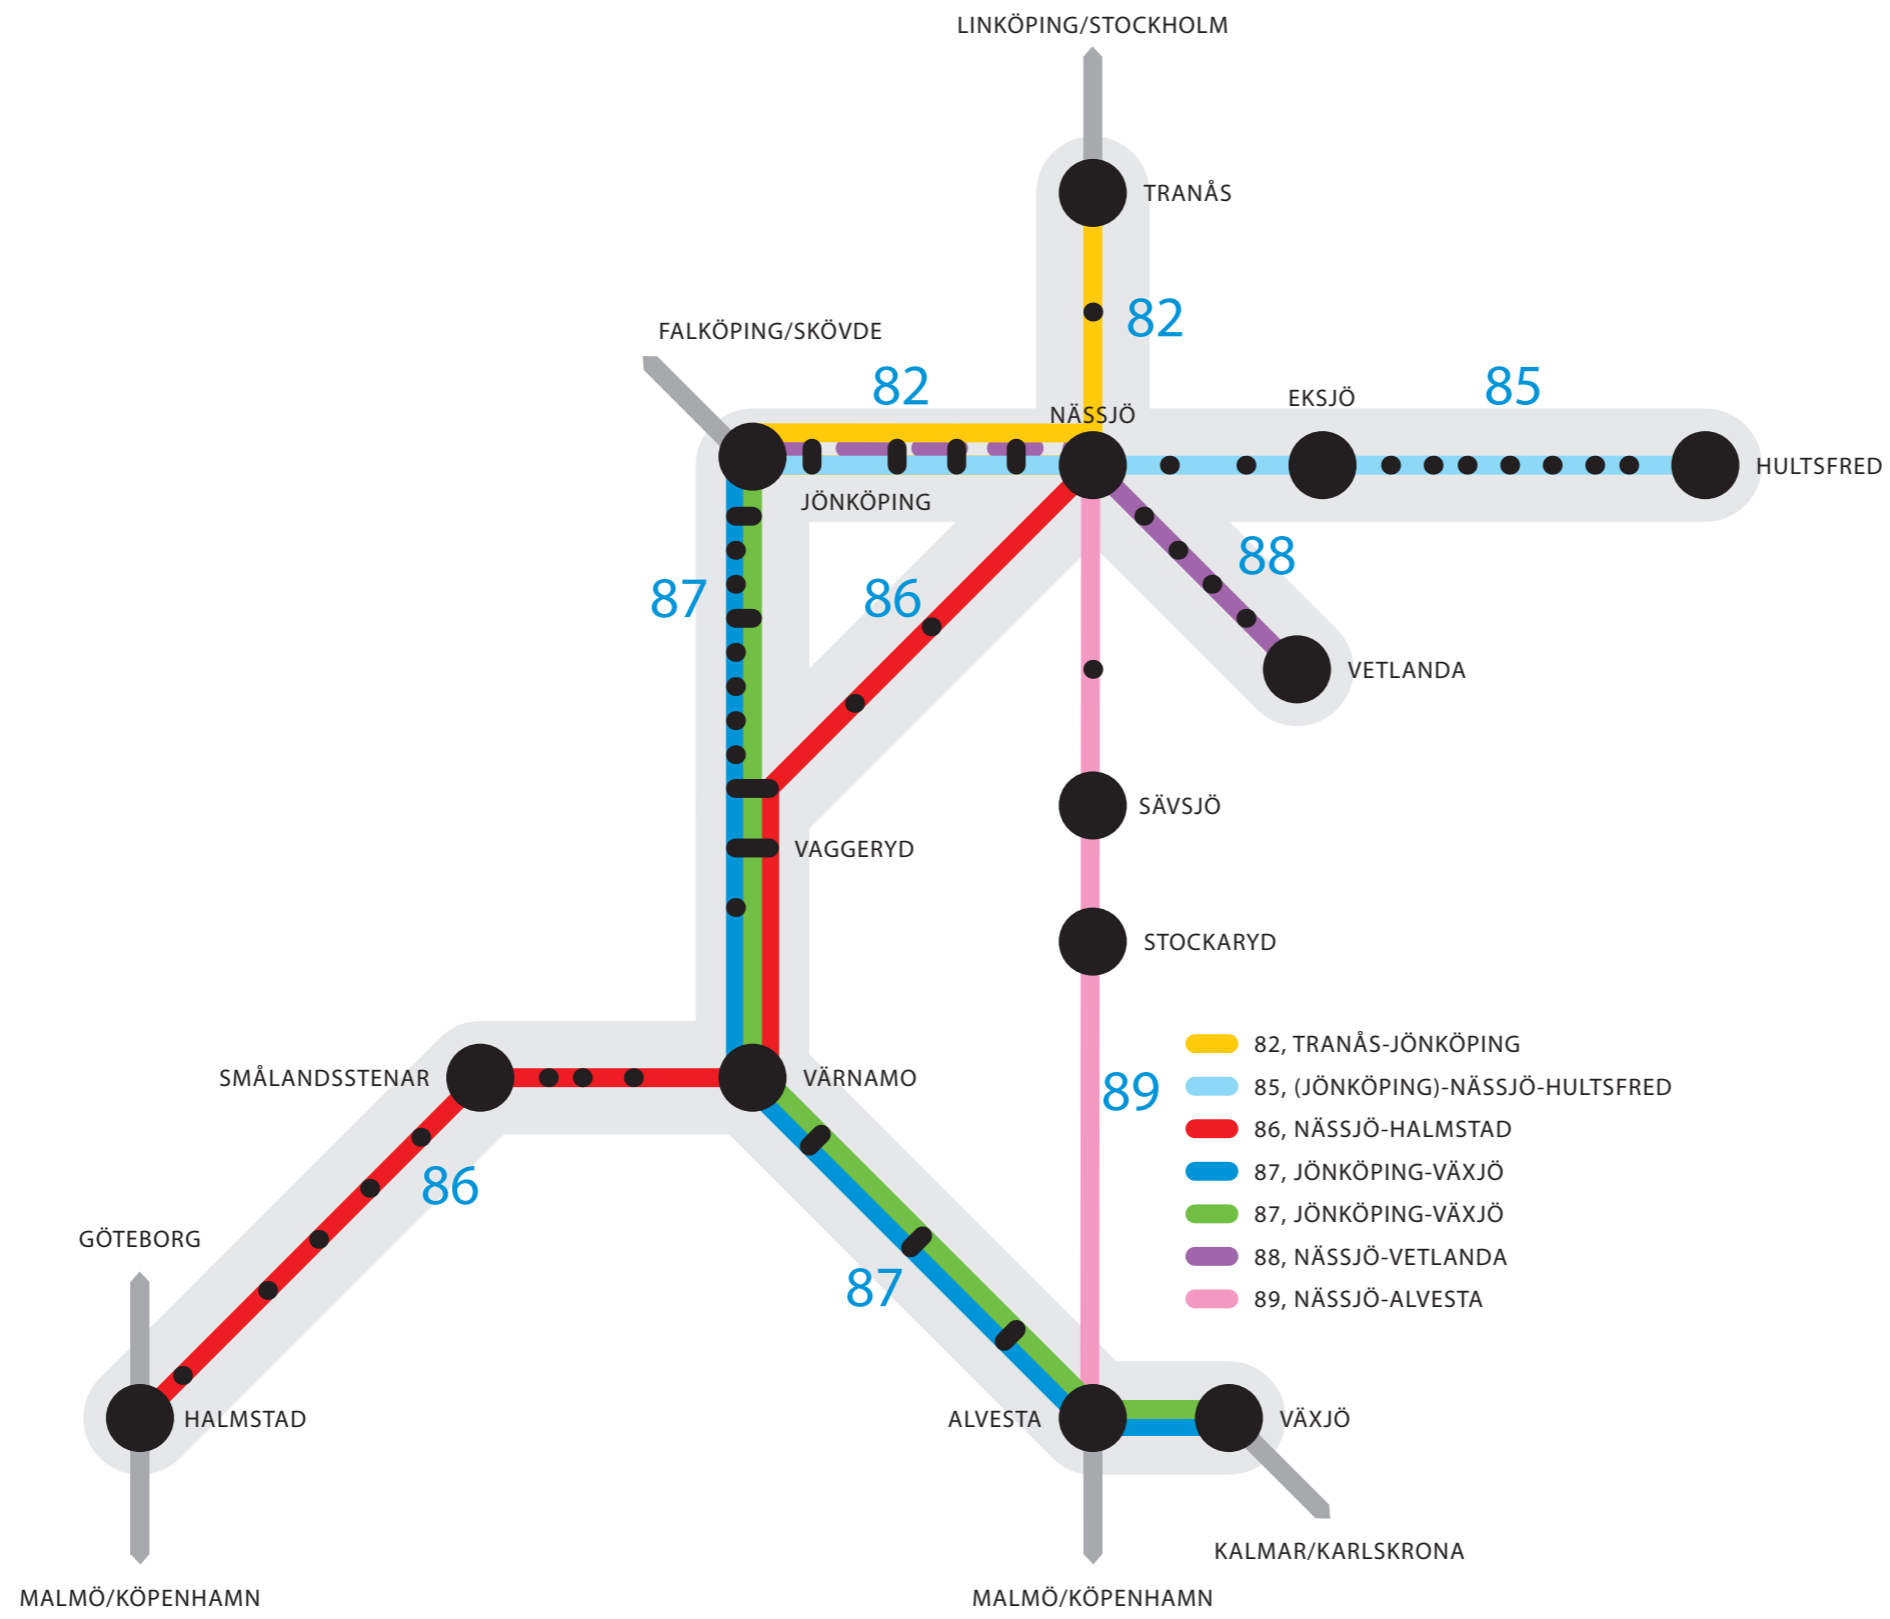 LINKÖPING/STOCKHOLM
TRANÅS
82
FALKÖPING/SKÖVDE
82
NÄSSJÖ
EKSJÖ
85
HULTSFRED
JÖNKÖPING
88
87
86
VETLANDA
SÄVSJÖ
VAGGERYD
STOCKARYD
82, TRANÅS-JÖNKÖPING
85, (JÖNKÖPING)-NÄSSJÖ-HULTSFRED
86, NÄSSJÖ-HALMSTAD
87, JÖNKÖPING-VÄXJÖ
87, JÖNKÖPING-VÄXJÖ
88, NÄSSJÖ-VETLANDA
89, NÄSSJÖ-ALVESTA
SMÅLANDSSTENAR
VÄRNAMO
89
86
GÖTEBORG
87
HALMSTAD
ALVESTA
VÄXJÖ
KALMAR/KARLSKRONA
MALMÖ/KÖPENHAMN
MALMÖ/KÖPENHAMN